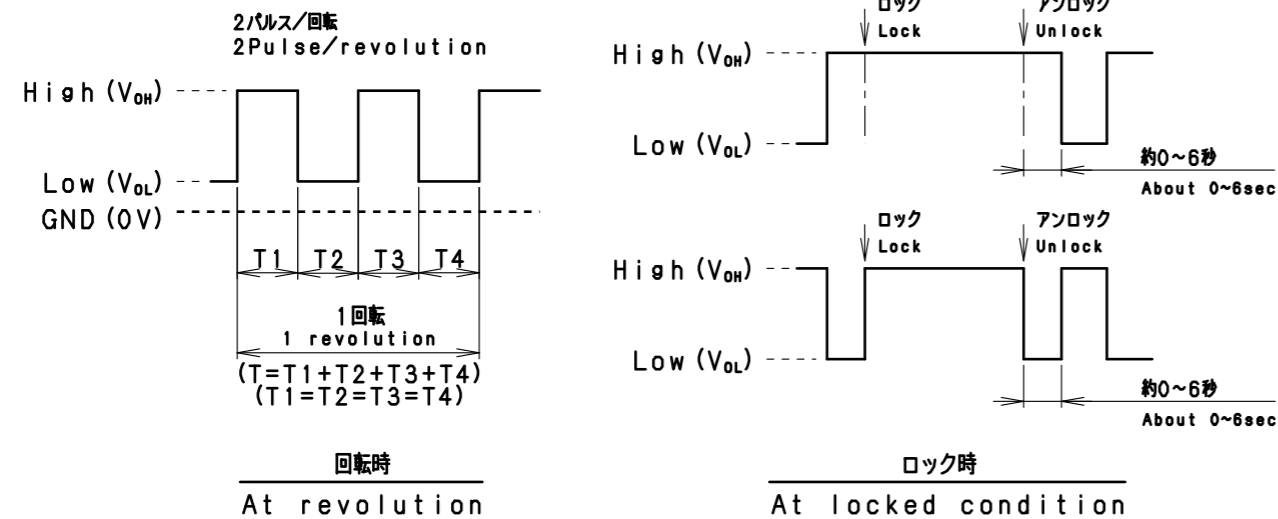 2パルス/回転
2Pulse/revolution
High (VOH)
Low (VOL)
GND (0V)
T1 T2 T3 T4
1回転
1 revolution
(T=T1+T2+T3+T4)
(T1=T2=T3=T4)
回転時
At revolution
ロック アンロック
Lock Unlock
High (VOH)
Low (VOL)
約0~6秒
About 0~6sec
ロック アンロック
Lock Unlock
High (VOH)
Low (VOL)
約0~6秒
About 0~6sec
ロック時
At locked condition